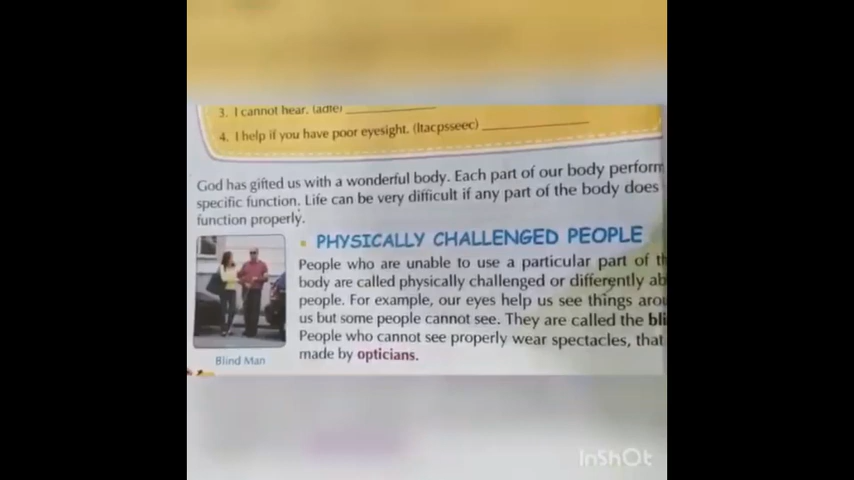 3. I cannot hear. (adfe)
4. I help if you have poor eyesight. (ltacpsseec)
God has gifted us with a wonderful body. Each part of our body perform
specific function. Life can be very difficult if any part of the body does
function properly.
PHYSICALLY CHALLENGED PEOPLE
People who are unable to use a particular part of th
body are called physically challenged or differently ab
people. For example, our eyes help us see things arou
us but some people cannot see. They are called the bli
People who cannot see properly wear spectacles, that
made by opticians.
Blind Man
InShOt